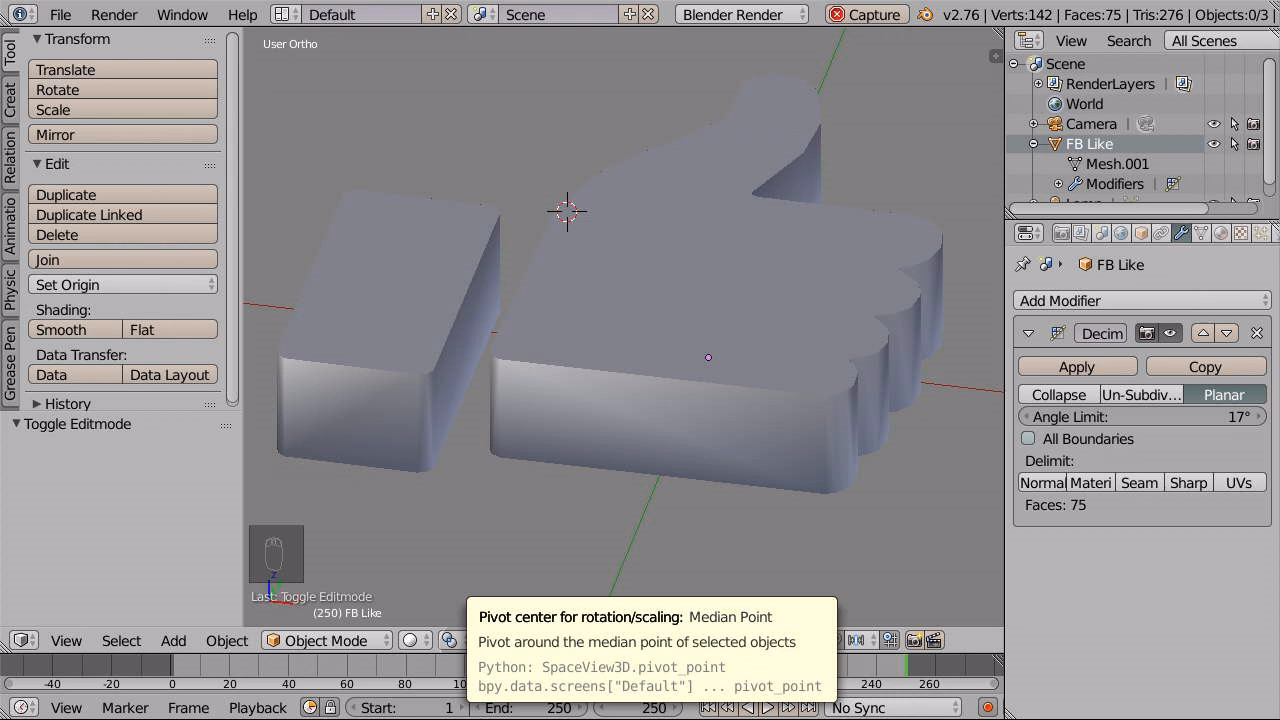 File Render Window Help Default Scene Blender Render Capture v2.76 | Verts:142 | Faces:75 | Tris:276 | Objects:0/3 |
Transform
Translate
Rotate
Scale
Mirror
Edit
Duplicate
Duplicate Linked
Delete
Join
Set Origin
Shading:
Smooth Flat
Data Transfer:
Data Data Layout
History
Toggle Editmode
Tool
Creat
Relation
Animatio
Physic
Grease Pen
User Ortho
z
Last: Toggle Editmode
(250) FB Like
View Search All Scenes
Scene
RenderLayers |
World
Camera |
FB Like
Mesh.001
Modifiers |
FB Like
Add Modifier
Decim
Apply Copy
Collapse Un-Subdiv... Planar
Angle Limit: 17°
All Boundaries
Delimit:
Normal Materi Seam Sharp UVs
Faces: 75
Pivot center for rotation/scaling: Median Point
Pivot around the median point of selected objects
Python: SpaceView3D.pivot_point
bpy.data.screens["Default"] ... pivot_point
View Select Add Object Object Mode
-40 -20 0 20 40 60 80 240 260
View Marker Frame Playback Start: 1 End: 250 250 No Sync